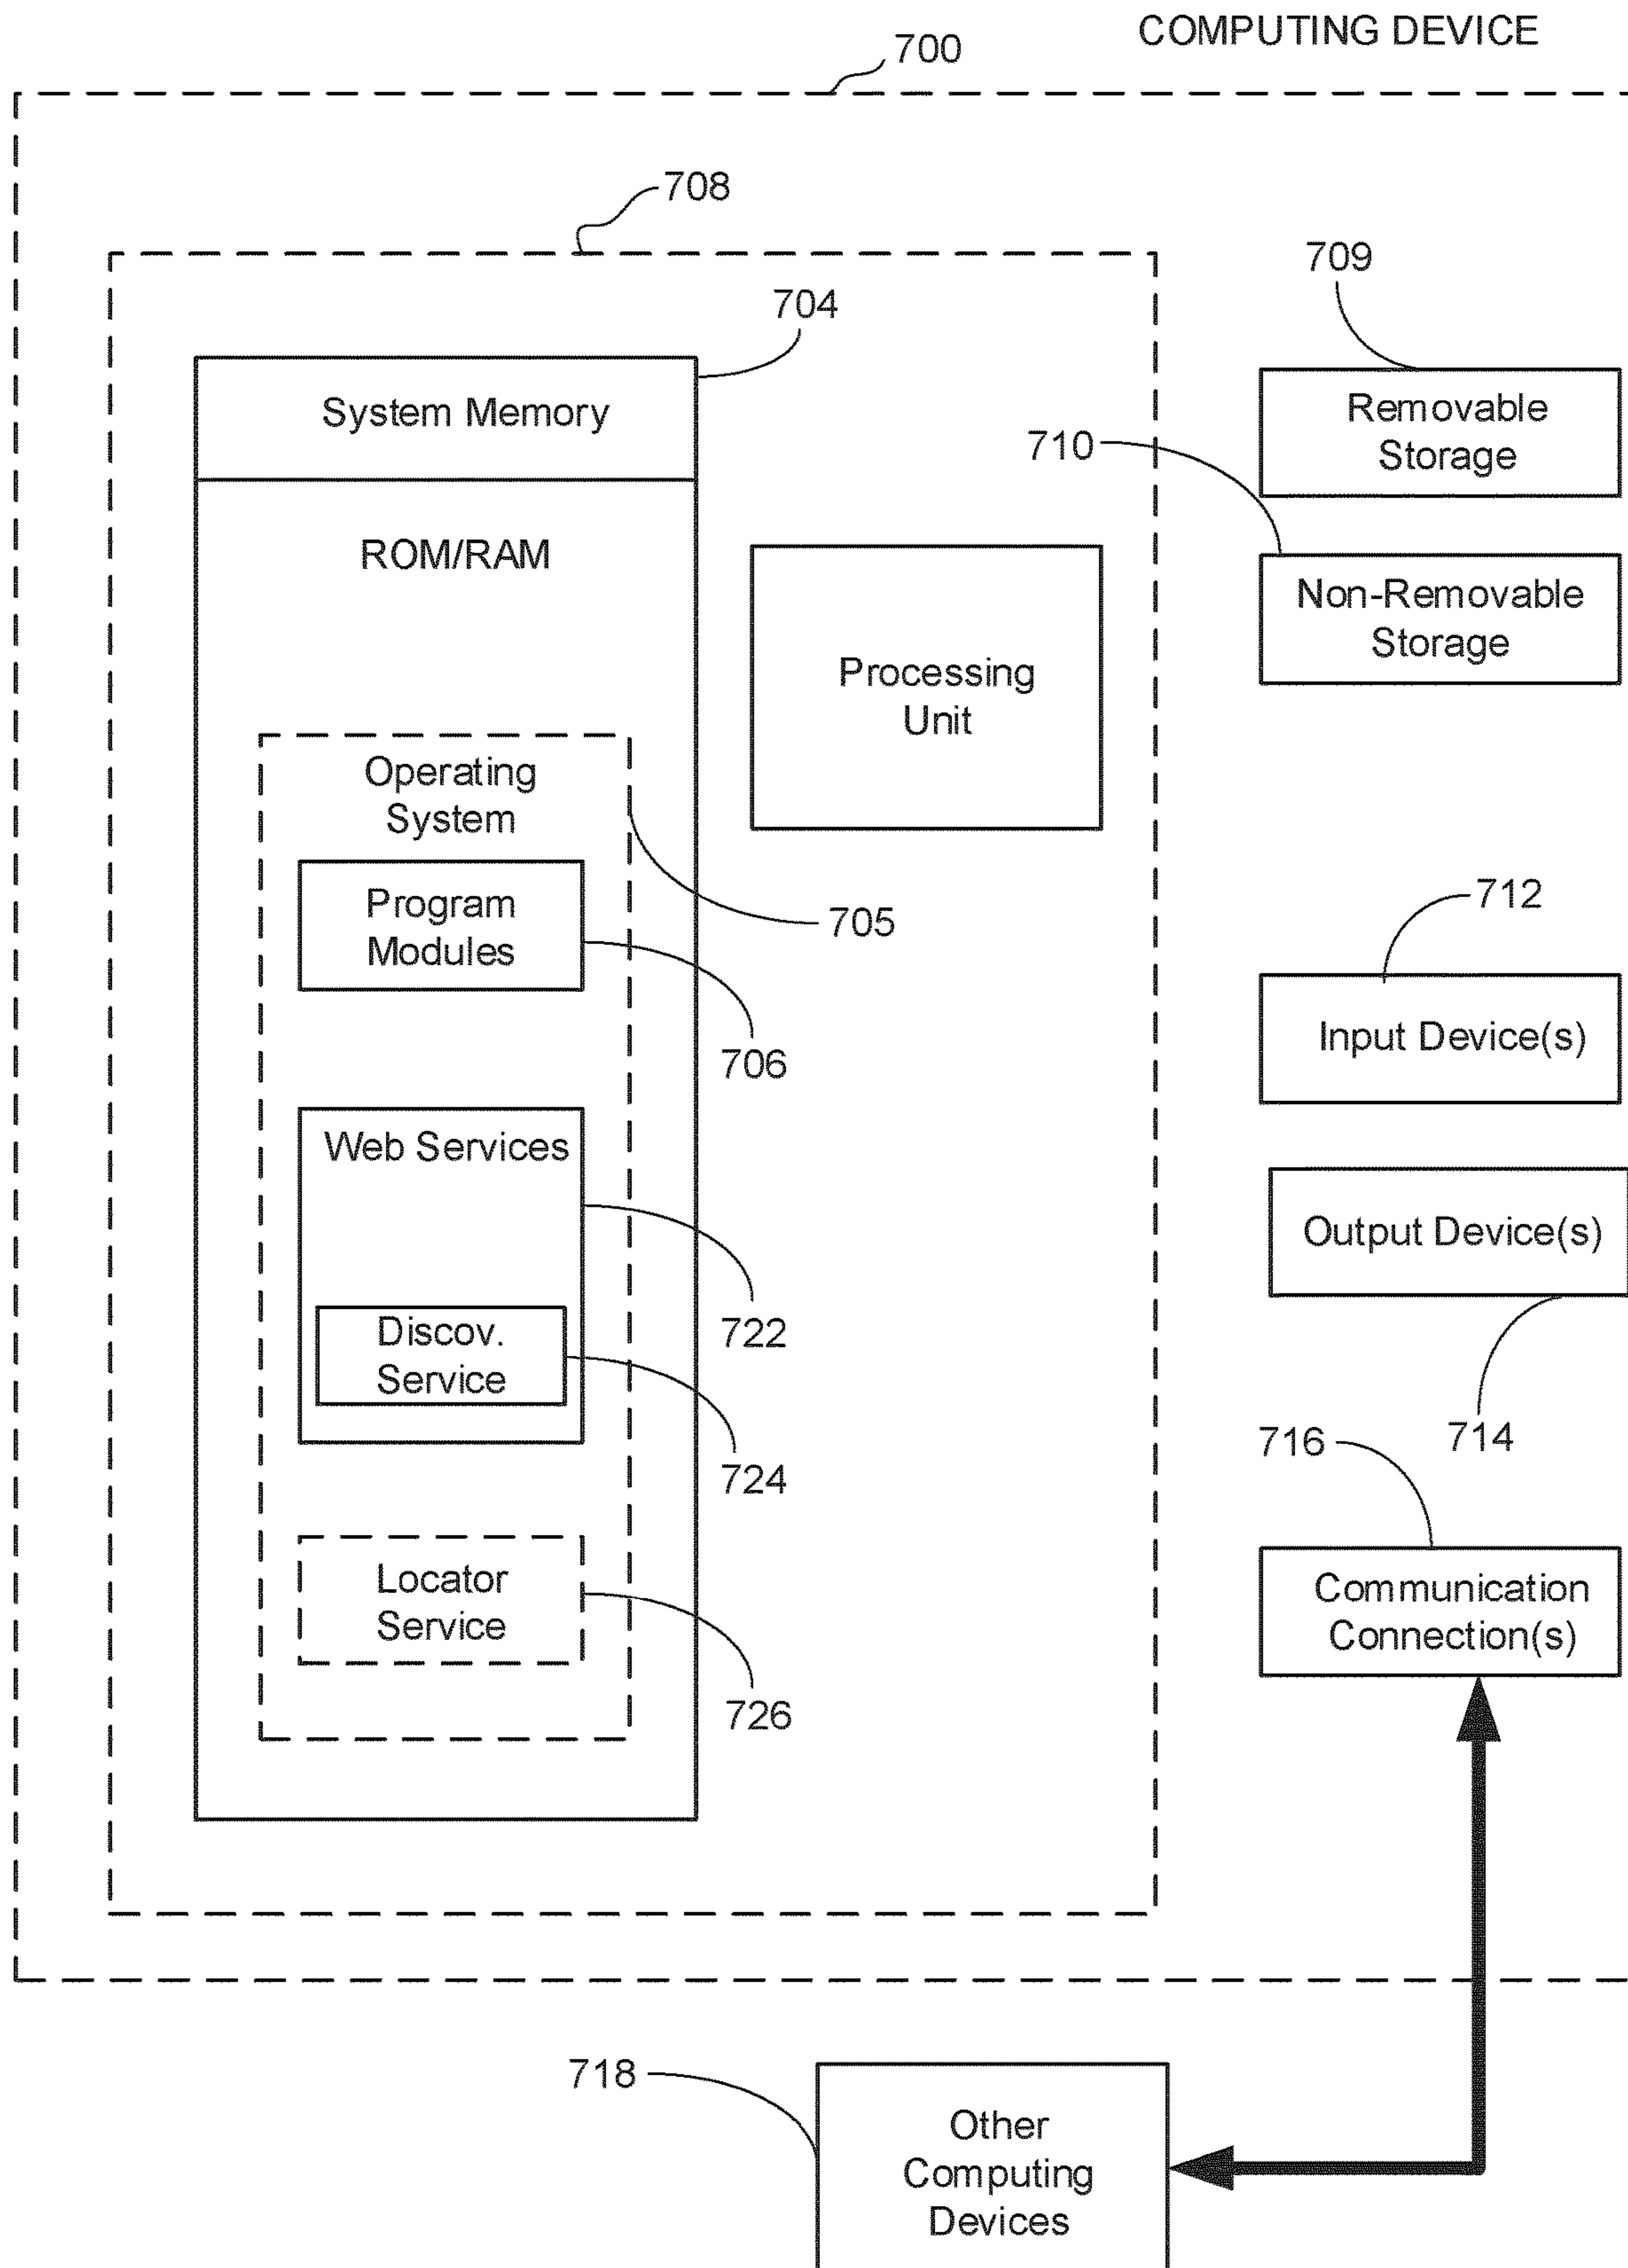 COMPUTING DEVICE
700
708
704
709
System Memory
Removable
Storage
710
ROM/RAM
Non-Removable
Storage
Processing
Unit
Operating
System
705
Program
Modules
706
712
Input Device(s)
Web Services
722
Output Device(s)
714
Discov.
Service
724
716
Locator
Service
726
Communication
Connection(s)
718
Other
Computing
Devices